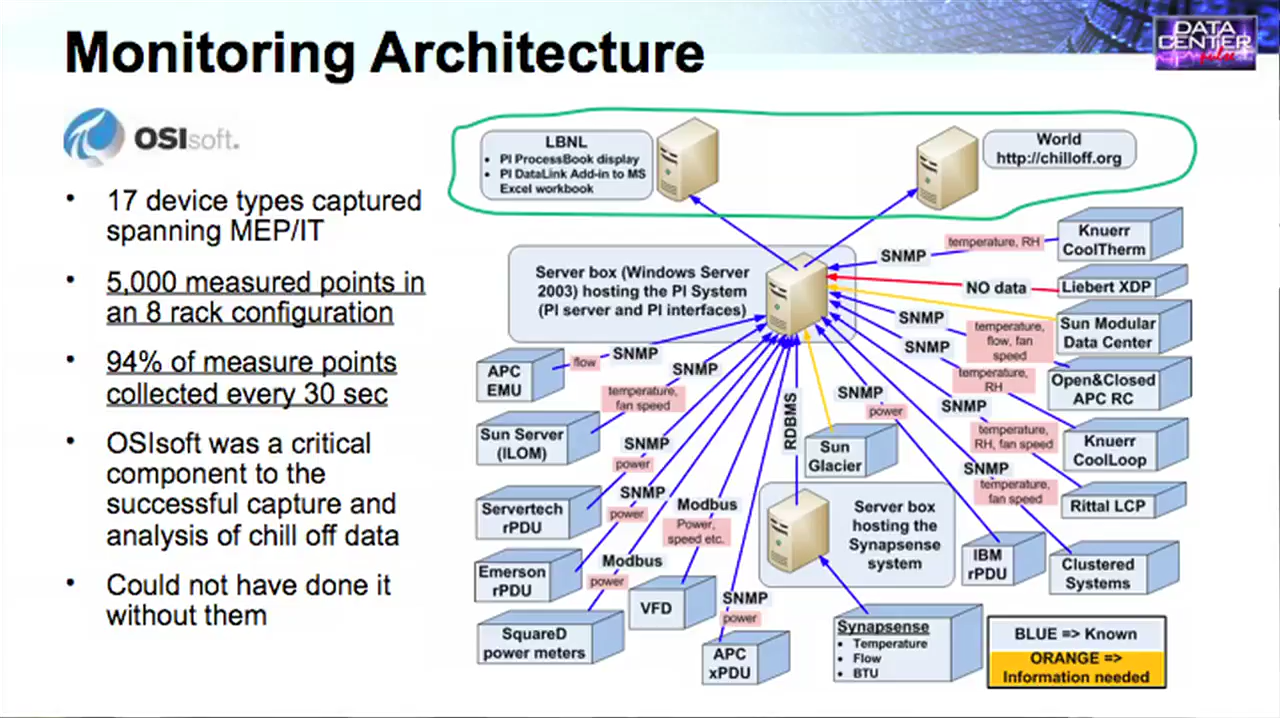 Monitoring Architecture
DATA
CENTER
pulse
OSIsoft.
• 17 device types captured
spanning MEP/IT
• 5,000 measured points in
an 8 rack configuration
• 94% of measure points
collected every 30 sec
• OSIsoft was a critical
component to the
successful capture and
analysis of chill off data
• Could not have done it
without them
LBNL
• PI ProcessBook display
• PI DataLink Add-in to MS
Excel workbook
World
http://chilloff.org
Server box (Windows Server
2003) hosting the PI System
(PI server and PI interfaces)
SNMP
temperature, RH
Knuerr
CoolTherm
NO data
Liebert XDP
Sun Modular
Data Center
SNMP
temperature,
flow, fan
speed
Open&Closed
APC RC
SNMP
temperature,
RH
Knuerr
CoolLoop
SNMP
temperature,
RH, fan speed
Rittal LCP
SNMP
temperature,
fan speed
Clustered
Systems
SNMP
power
IBM
rPDU
Sun
Glacier
APC
EMU
flow
SNMP
Sun Server
(ILOM)
temperature,
fan speed
SNMP
Servertech
rPDU
SNMP
power
Emerson
rPDU
SNMP
power
SquareD
power meters
Modbus
power
VFD
Modbus
Power,
speed etc.
APC
xPDU
SNMP
power
RDBMS
Server box
hosting the
Synapsense
system
Synapsense
• Temperature
• Flow
• BTU
BLUE => Known
ORANGE =>
Information needed